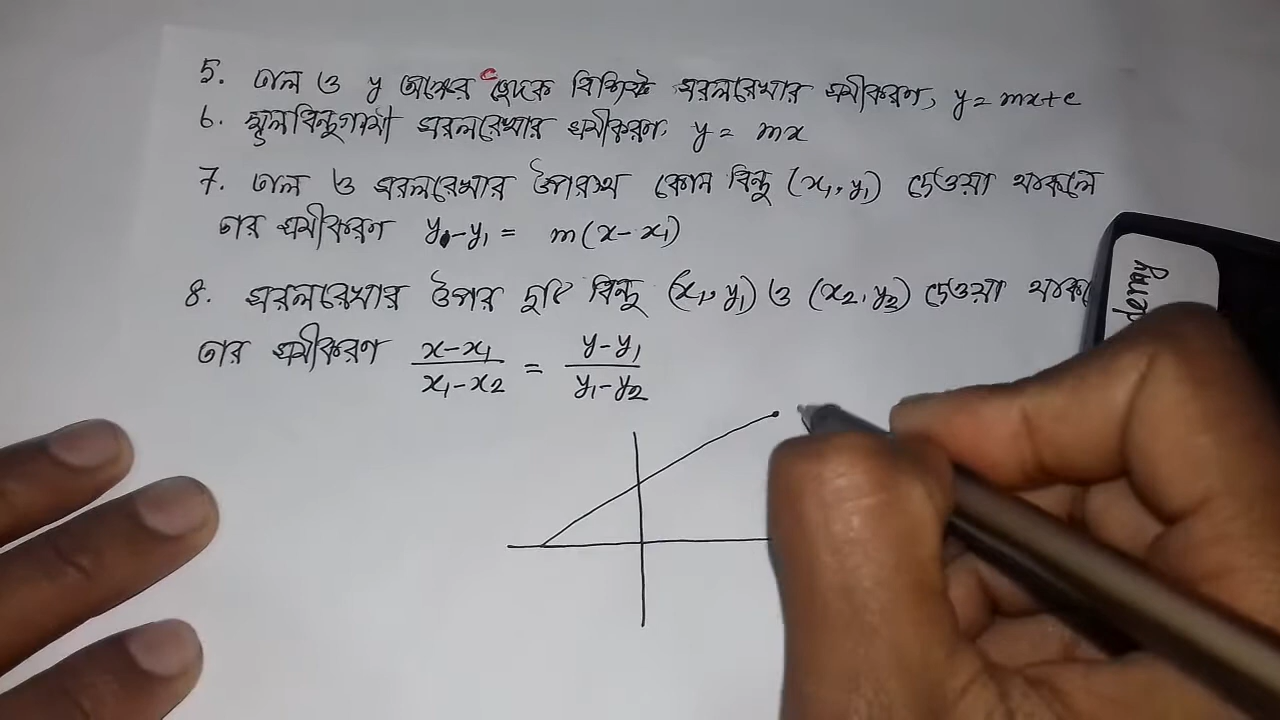 5. ঢাল ও y অক্ষের ছেদক বিশিষ্ট সরলরেখার সমীকরণ, y = mx+c
6. মূলবিন্দুগামী সরলরেখার সমীকরণ, y = mx
7. ঢাল ও সরলরেখার উপরস্থ কোন বিন্দু (x₁, y₁) দেওয়া থাকলে
তার সমীকরণ y-y₁ = m(x-x₁)
8. সরলরেখার উপর দুটি বিন্দু (x₁, y₁) ও (x₂, y₂) দেওয়া
তার সমীকরণ (x-x₁)/(x₁-x₂) = (y-y₁)/(y₁-y₂)